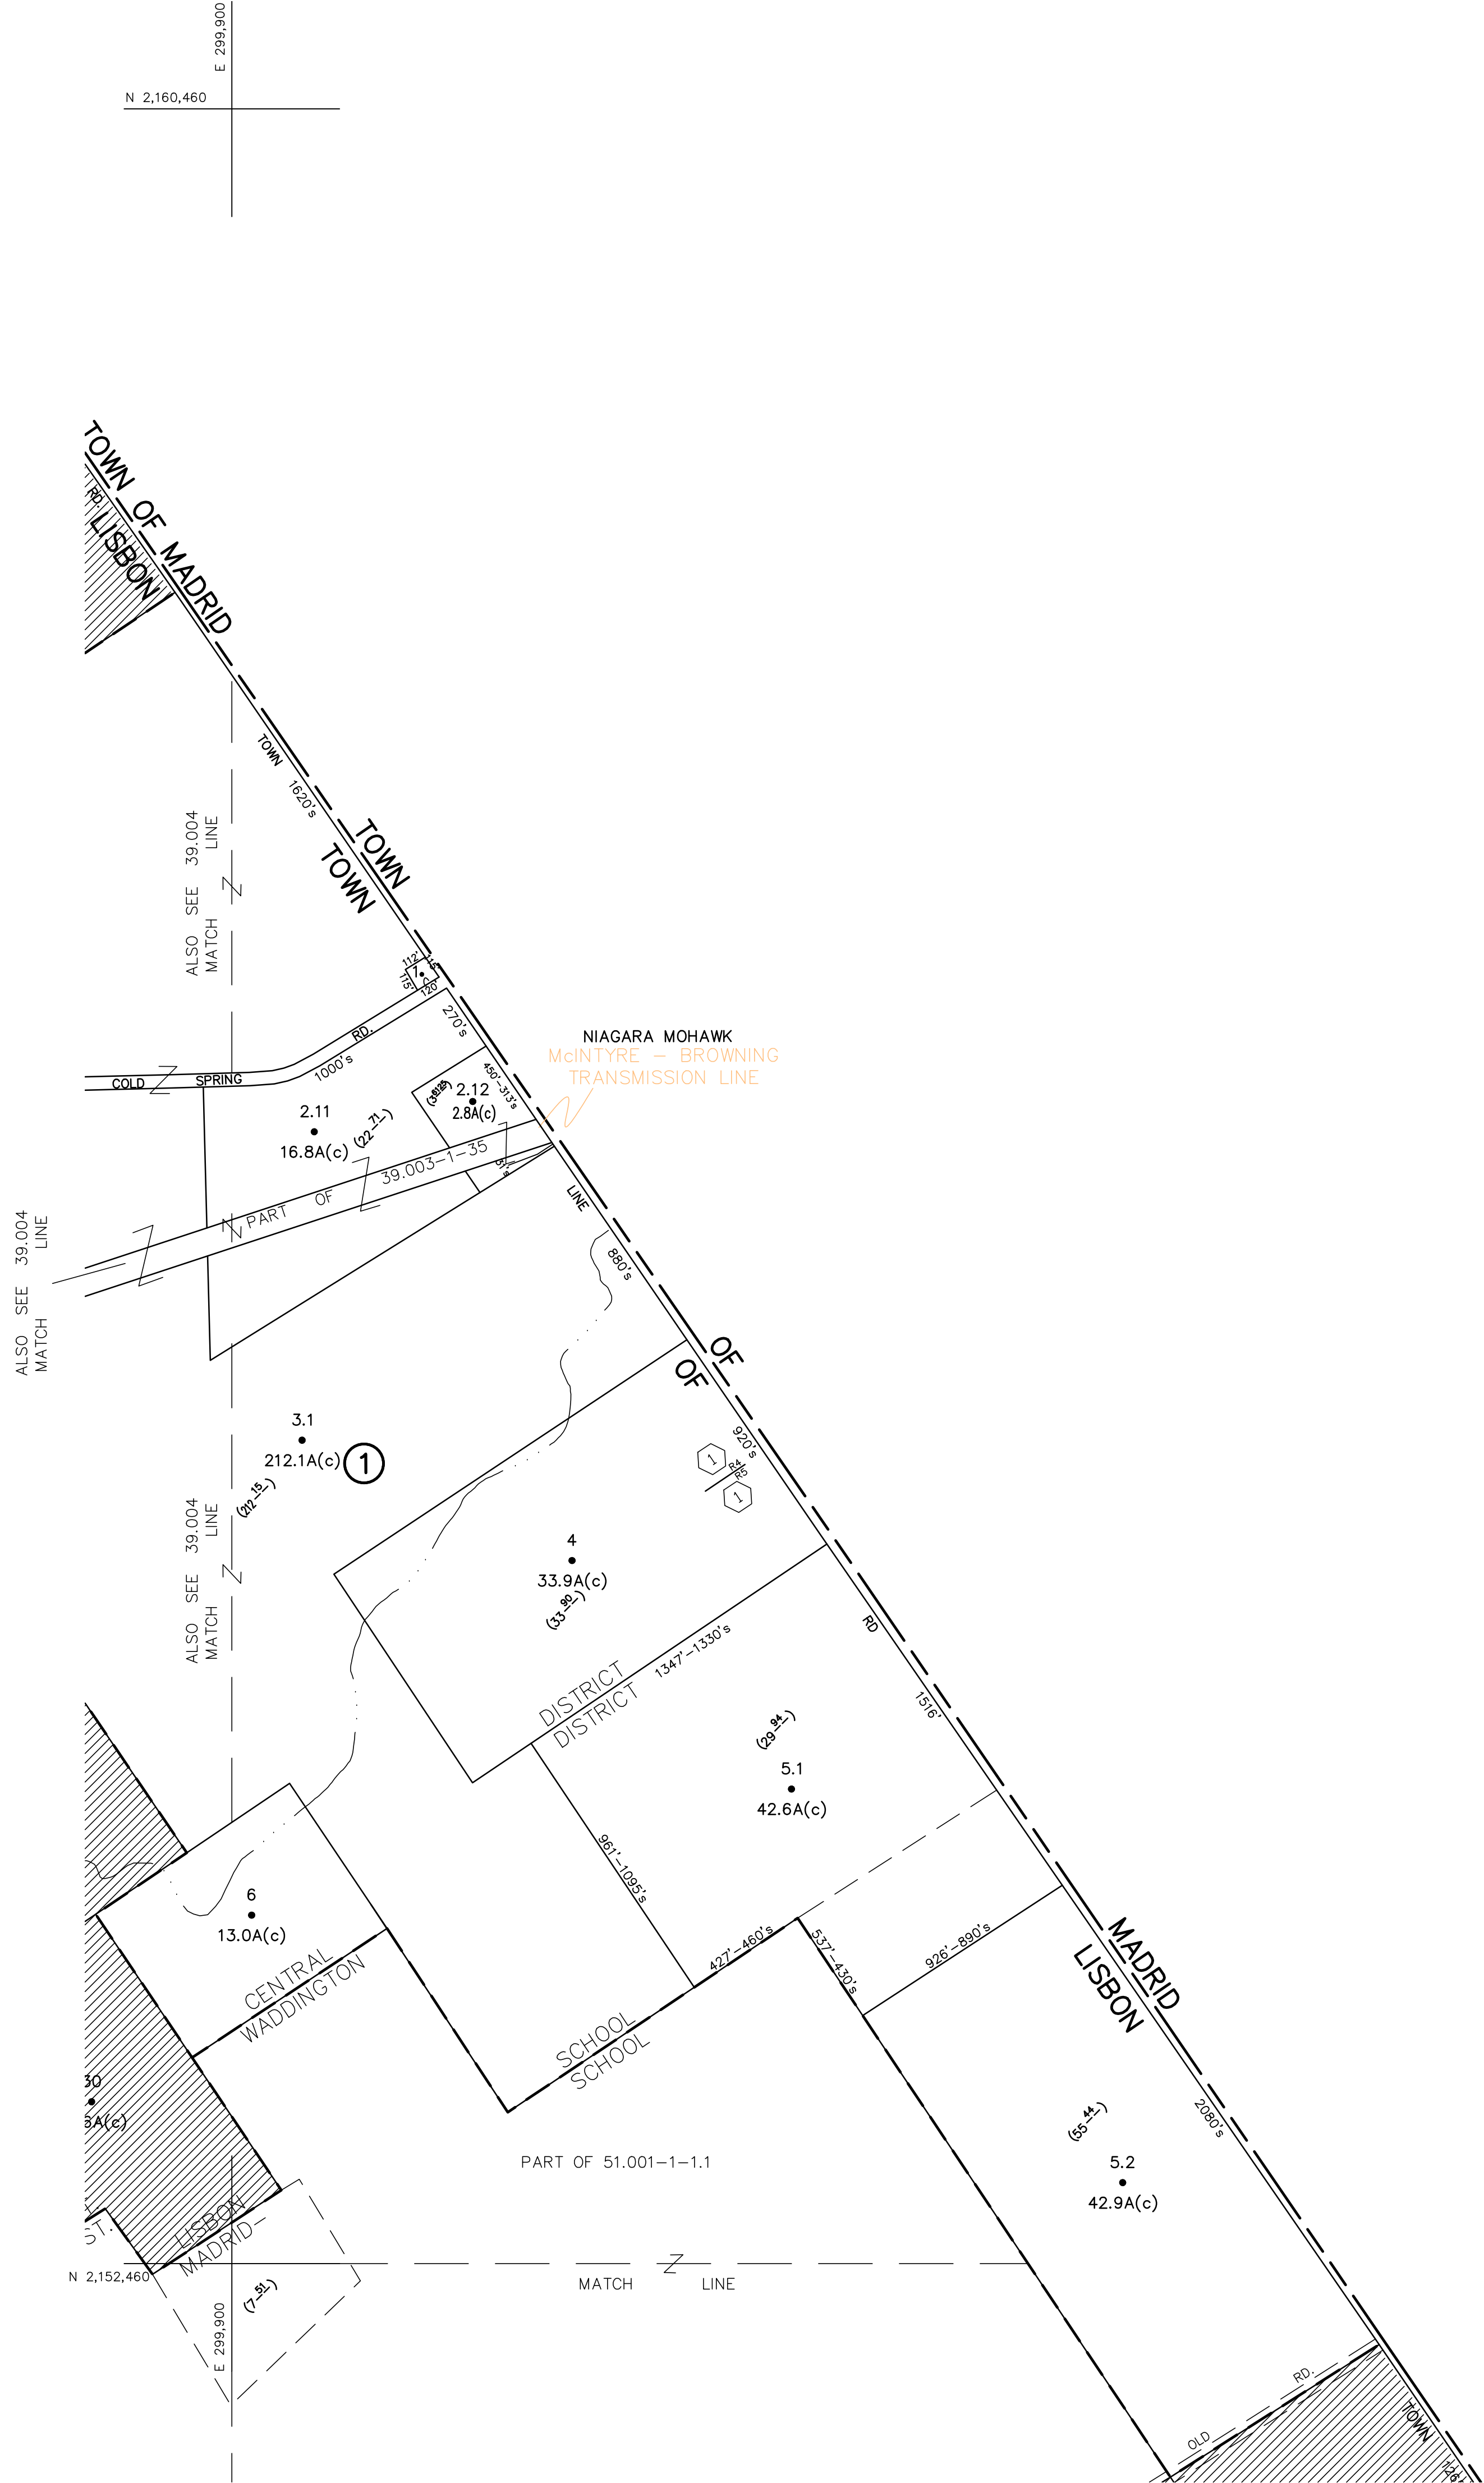 E 299,900
N 2,160,460
TOWN OF MADRID
RD.
LISBON
TOWN
1620's
ALSO SEE 39.004
MATCH LINE
TOWN
TOWN
112'
115'
1
115'
C
120'
270's
RD.
1000's
COLD SPRING
NIAGARA MOHAWK
McINTYRE – BROWNING
TRANSMISSION LINE
450'-313's
2.12
2.8A(c)
2.11
16.8A(c)
(22 71)
PART OF 39.003-1-35
LINE
880's
ALSO SEE 39.004
MATCH LINE
OF
OF
3.1
212.1A(c)
1
(212 15)
920's
1
R4
R5
1
ALSO SEE 39.004
MATCH LINE
4
33.9A(c)
(33 90)
RD
1347'-1330's
DISTRICT
DISTRICT
1516'
(29 94)
5.1
42.6A(c)
961'-1095's
6
13.0A(c)
427'-460's
537'-430's
926'-890's
MADRID
LISBON
CENTRAL
WADDINGTON
SCHOOL
SCHOOL
30
A(c)
2080's
(55 44)
5.2
42.9A(c)
PART OF 51.001-1-1.1
LISBON
MADRID-
ST.
N 2,152,460
MATCH LINE
(7 51)
E 299,900
OLD RD.
TOWN
126